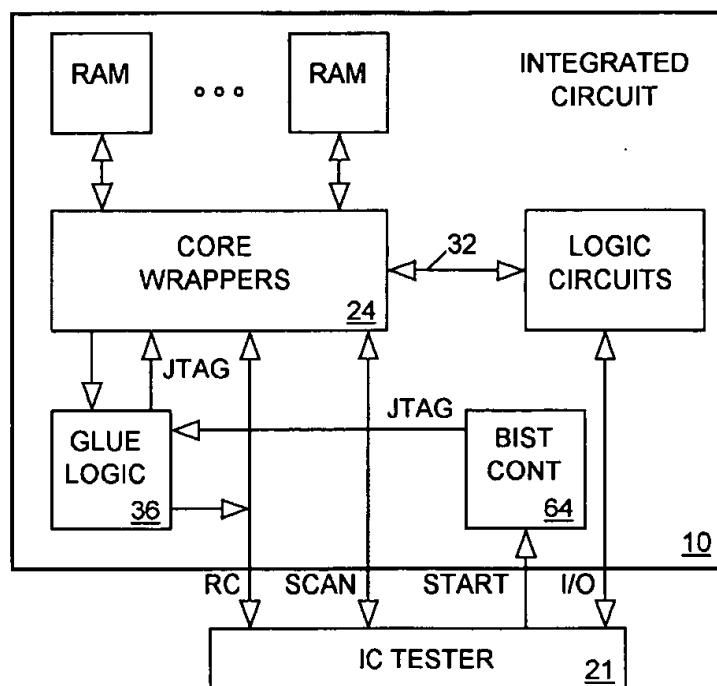 RAM
RAM
INTEGRATED
CIRCUIT
CORE
WRAPPERS
24
32
LOGIC
CIRCUITS
JTAG
JTAG
GLUE
LOGIC
36
BIST
CONT
64
10
RC
SCAN
START
I/O
IC TESTER
21